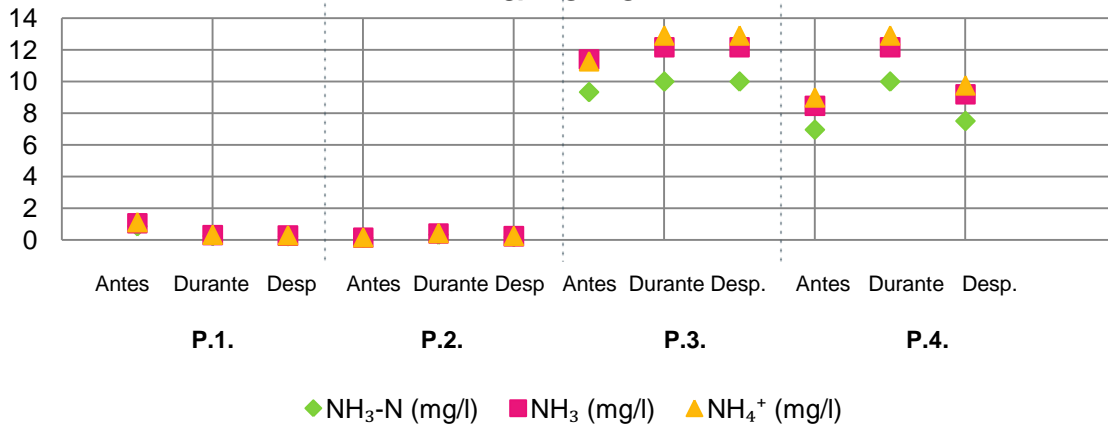 14
12
10
8
6
4
2
0
Antes Durante Desp Antes Durante Desp Antes Durante Desp. Antes Durante Desp.
P.1. P.2. P.3. P.4.
NH₃-N (mg/l) NH₃ (mg/l) NH₄⁺ (mg/l)